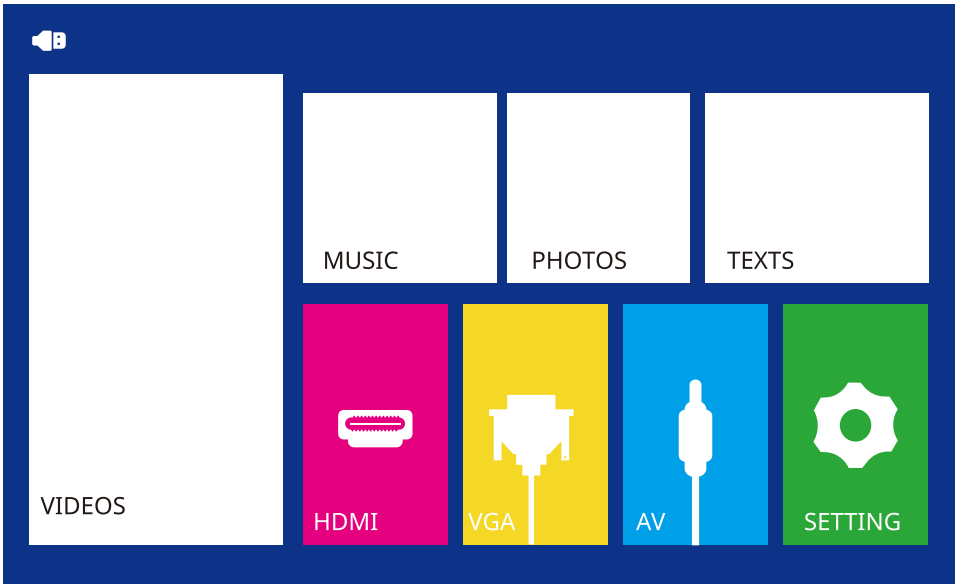 MUSIC
PHOTOS
TEXTS
VIDEOS
HDMI
VGA
AV
SETTING